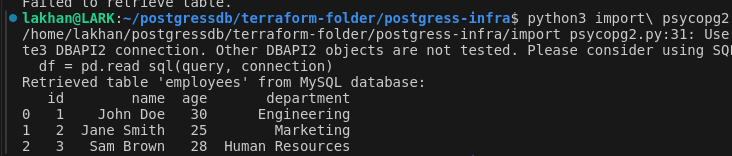 Failed to retrieve table.
lakhan@LARK:~/postgressdb/terraform-folder/postgress-infra$ python3 import\ psycopg2
/home/lakhan/postgressdb/terraform-folder/postgress-infra/import psycopg2.py:31: Use
te3 DBAPI2 connection. Other DBAPI2 objects are not tested. Please consider using SQL
  df = pd.read_sql(query, connection)
Retrieved table 'employees' from MySQL database:
   id        name  age       department
0   1    John Doe   30      Engineering
1   2  Jane Smith   25        Marketing
2   3   Sam Brown   28  Human Resources